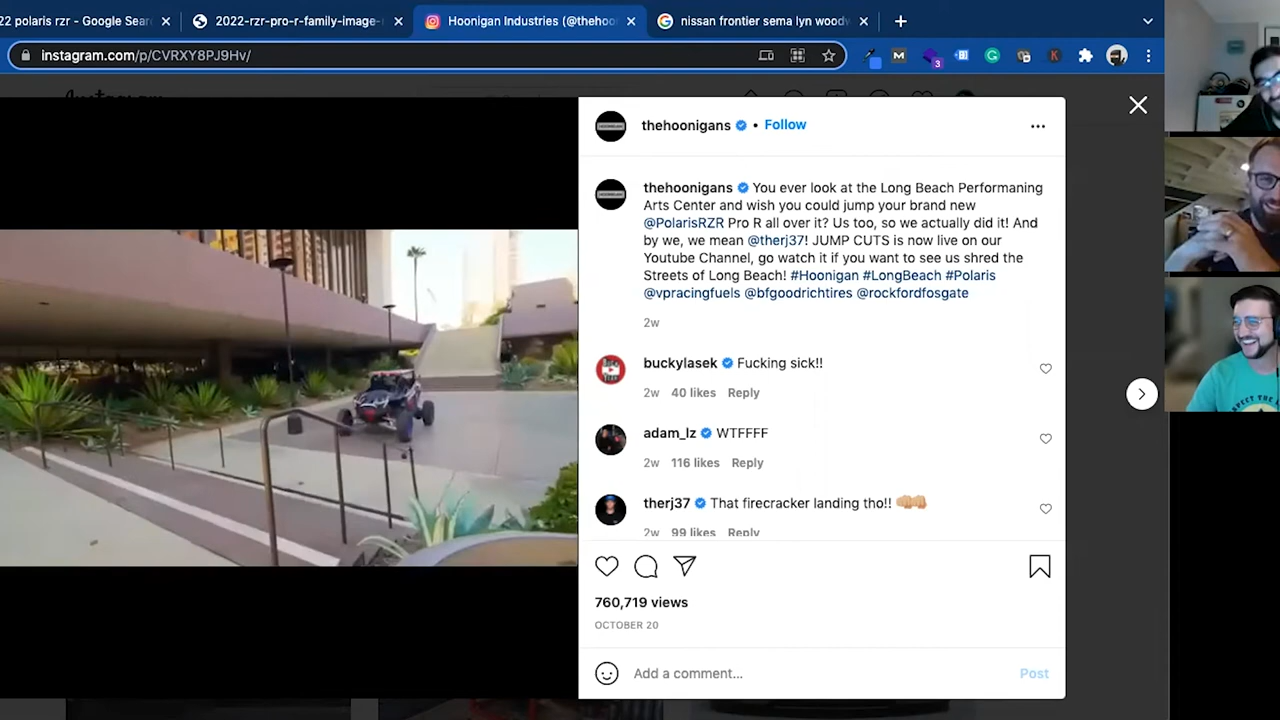 22 polaris rzr - Google Sear
2022-rzr-pro-r-family-image-
Hoonigan Industries (@thehoo
nissan frontier sema lyn woodw
instagram.com/p/CVRXY8PJ9Hv/
M
3
K
thehoonigans • Follow
thehoonigans You ever look at the Long Beach Performaning
Arts Center and wish you could jump your brand new
@PolarisRZR Pro R all over it? Us too, so we actually did it! And
by we, we mean @therj37! JUMP CUTS is now live on our
Youtube Channel, go watch it if you want to see us shred the
Streets of Long Beach! #Hoonigan #LongBeach #Polaris
@vpracingfuels @bfgoodrichtires @rockfordfosgate
2w
buckylasek Fucking sick!!
2w 40 likes Reply
adam_lz WTFFFF
2w 116 likes Reply
therj37 That firecracker landing tho!!
2w 99 likes Reply
760,719 views
OCTOBER 20
Add a comment...
Post